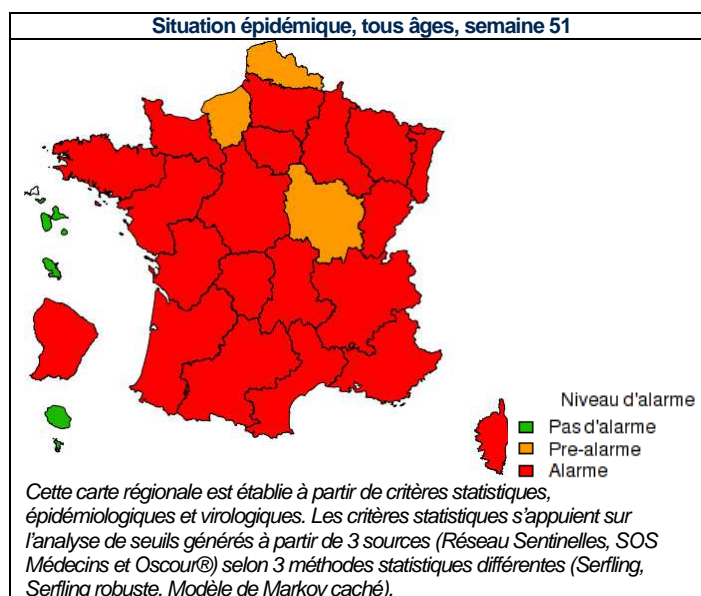 Situation épidémique, tous âges, semaine 51
Niveau d'alarme
Pas d'alarme
Pre-alarme
Alarme
Cette carte régionale est établie à partir de critères statistiques,
épidémiologiques et virologiques. Les critères statistiques s'appuient sur
l'analyse de seuils générés à partir de 3 sources (Réseau Sentinelles, SOS
Médecins et Oscour®) selon 3 méthodes statistiques différentes (Serfling,
Serfling robuste, Modèle de Markov caché).